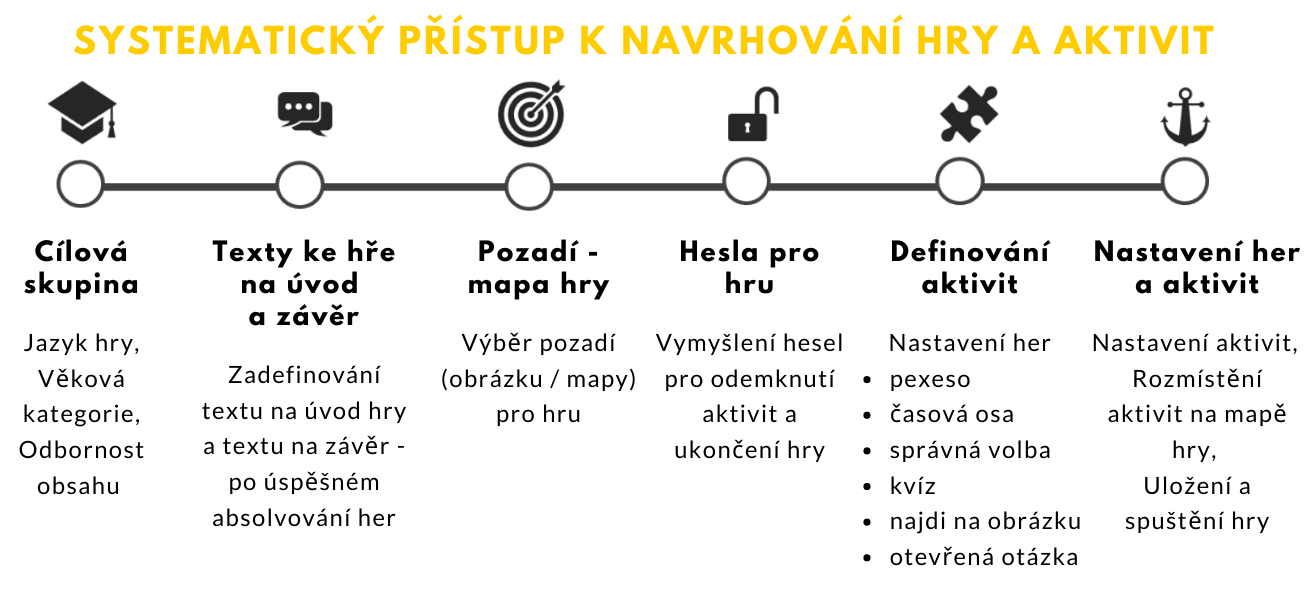 SYSTEMATICKÝ PŘÍSTUP K NAVRHOVÁNÍ HRY A AKTIVIT
Cílová
skupina
Jazyk hry,
Věková
kategorie,
Odbornost
obsahu
Texty ke hře
na úvod
a závěr
Zadefinování
textu na úvod hry
a textu na závěr -
po úspěšném
absolvování her
Pozadí -
mapa hry
Výběr pozadí
(obrázku / mapy)
pro hru
Hesla pro
hru
Vymyšlení hesel
pro odemknutí
aktivit a
ukončení hry
Definování
aktivit
Nastavení her
• pexeso
• časová osa
• správná volba
• kvíz
• najdi na obrázku
• otevřená otázka
Nastavení her
a aktivit
Nastavení aktivit,
Rozmístění
aktivit na mapě
hry,
Uložení a
spuštění hry